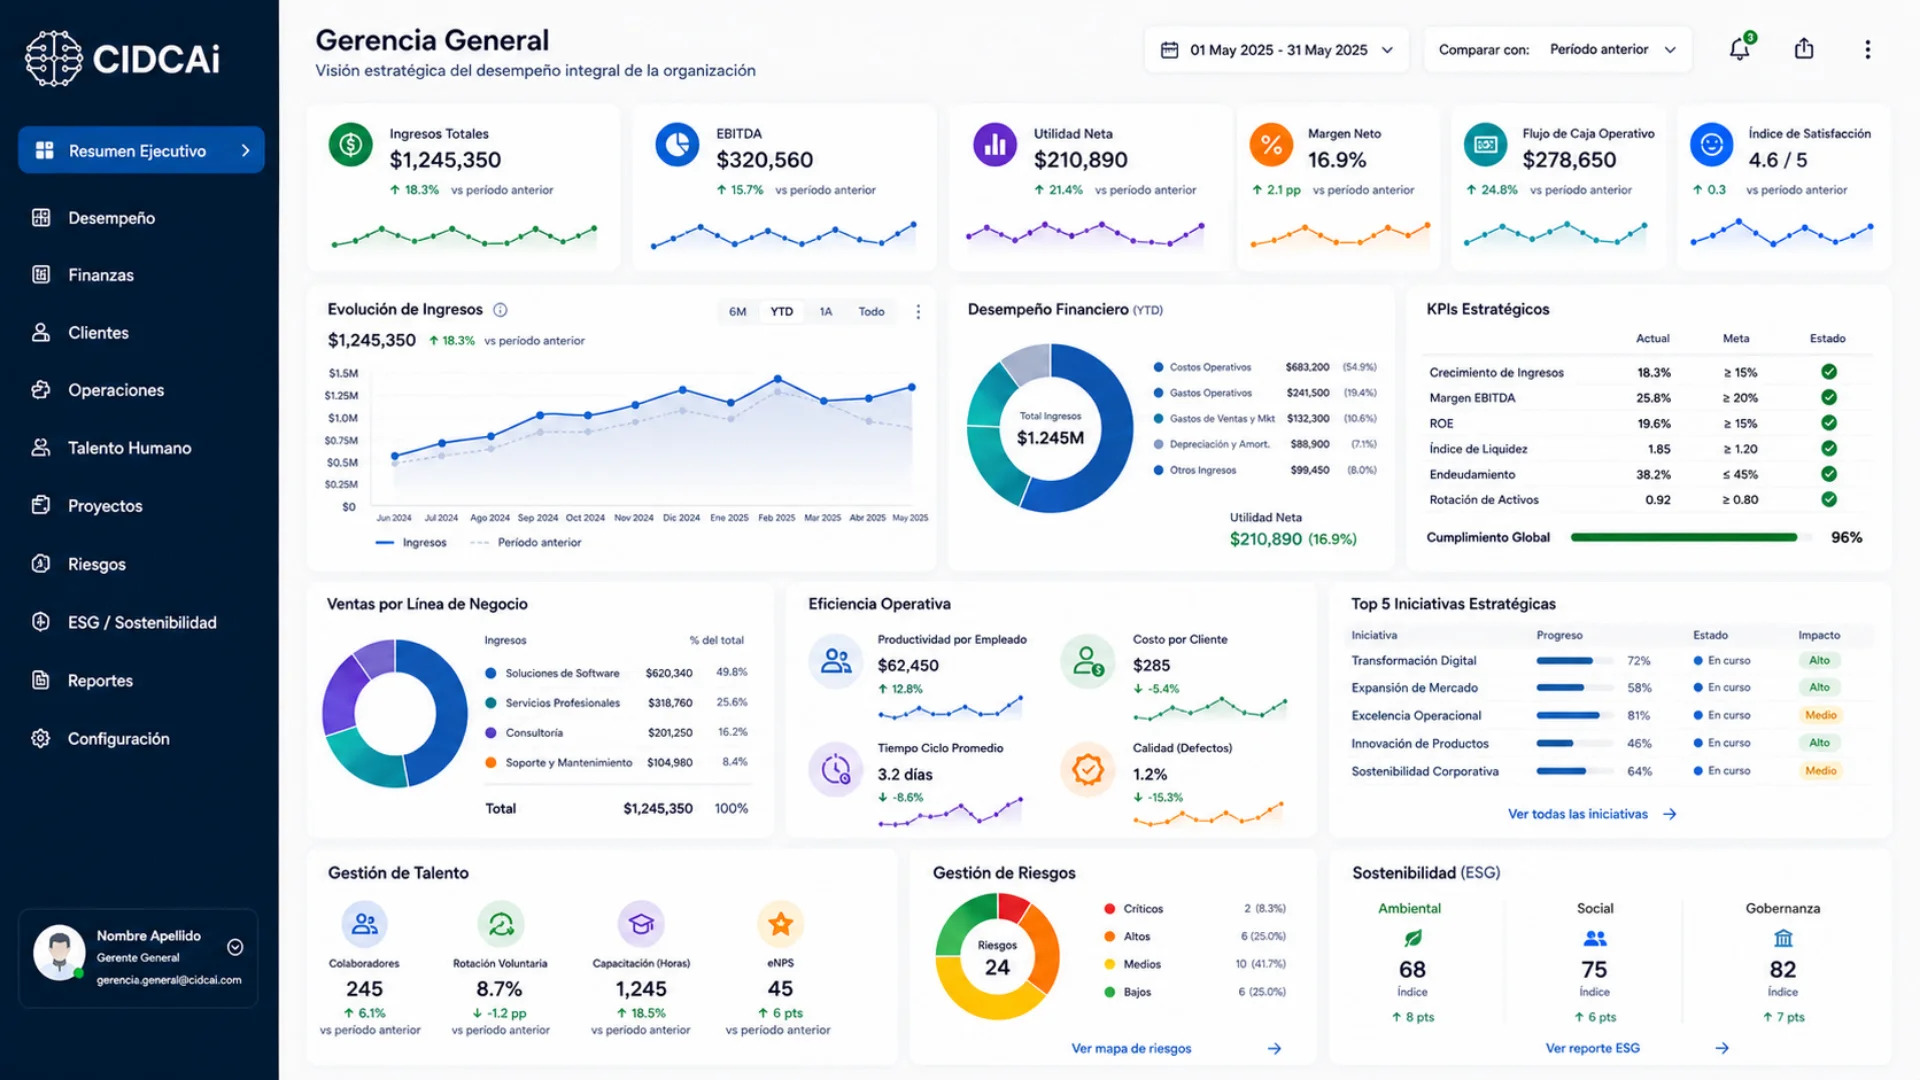 CIDCAi
Resumen Ejecutivo
Desempeño
Finanzas
Clientes
Operaciones
Talento Humano
Proyectos
Riesgos
ESG / Sostenibilidad
Reportes
Configuración
Nombre Apellido
Gerente General
gerencia.general@cidcai.com
Gerencia General
Visión estratégica del desempeño integral de la organización
01 May 2025 - 31 May 2025
Comparar con: Período anterior
3
Ingresos Totales
$1,245,350
↑ 18.3% vs período anterior
EBITDA
$320,560
↑ 15.7% vs período anterior
Utilidad Neta
$210,890
↑ 21.4% vs período anterior
Margen Neto
16.9%
↑ 2.1 pp vs período anterior
Flujo de Caja Operativo
$278,650
↑ 24.8% vs período anterior
Índice de Satisfacción
4.6 / 5
↑ 0.3 vs período anterior
Evolución de Ingresos
6M YTD 1A Todo
$1,245,350 ↑ 18.3% vs período anterior
$1.5M
$1.25M
$1.0M
$0.75M
$0.5M
$0.25M
$0
Jun 2024 Jul 2024 Ago 2024 Sep 2024 Oct 2024 Nov 2024 Dic 2024 Ene 2025 Feb 2025 Mar 2025 Abr 2025 May 2025
Ingresos Período anterior
Desempeño Financiero (YTD)
Total Ingresos
$1.245M
Costos Operativos $683,200 (54.9%)
Gastos Operativos $241,500 (19.4%)
Gastos de Ventas y Mkt $132,300 (10.6%)
Depreciación y Amort. $88,900 (7.1%)
Otros Ingresos $99,450 (8.0%)
Utilidad Neta
$210,890 (16.9%)
KPIs Estratégicos
Actual Meta Estado
Crecimiento de Ingresos 18.3% ≥ 15%
Margen EBITDA 25.8% ≥ 20%
ROE 19.6% ≥ 15%
Índice de Liquidez 1.85 ≥ 1.20
Endeudamiento 38.2% ≤ 45%
Rotación de Activos 0.92 ≥ 0.80
Cumplimiento Global 96%
Ventas por Línea de Negocio
Ingresos % del total
Soluciones de Software $620,340 49.8%
Servicios Profesionales $318,760 25.6%
Consultoría $201,250 16.2%
Soporte y Mantenimiento $104,980 8.4%
Total $1,245,350 100%
Eficiencia Operativa
Productividad por Empleado
$62,450
↑ 12.8%
Costo por Cliente
$285
↓ -5.4%
Tiempo Ciclo Promedio
3.2 días
↓ -8.6%
Calidad (Defectos)
1.2%
↓ -15.3%
Top 5 Iniciativas Estratégicas
Iniciativa Progreso Estado Impacto
Transformación Digital 72% En curso Alto
Expansión de Mercado 58% En curso Alto
Excelencia Operacional 81% En curso Medio
Innovación de Productos 46% En curso Alto
Sostenibilidad Corporativa 64% En curso Medio
Ver todas las iniciativas →
Gestión de Talento
Colaboradores
245
↑ 6.1%
vs período anterior
Rotación Voluntaria
8.7%
↓ -1.2 pp
vs período anterior
Capacitación (Horas)
1,245
↑ 18.5%
vs período anterior
eNPS
45
↑ 6 pts
vs período anterior
Gestión de Riesgos
Riesgos
24
Críticos 2 (8.3%)
Altos 6 (25.0%)
Medios 10 (41.7%)
Bajos 6 (25.0%)
Ver mapa de riesgos →
Sostenibilidad (ESG)
Ambiental
68
Índice
↑ 8 pts
Social
75
Índice
↑ 6 pts
Gobernanza
82
Índice
↑ 7 pts
Ver reporte ESG →